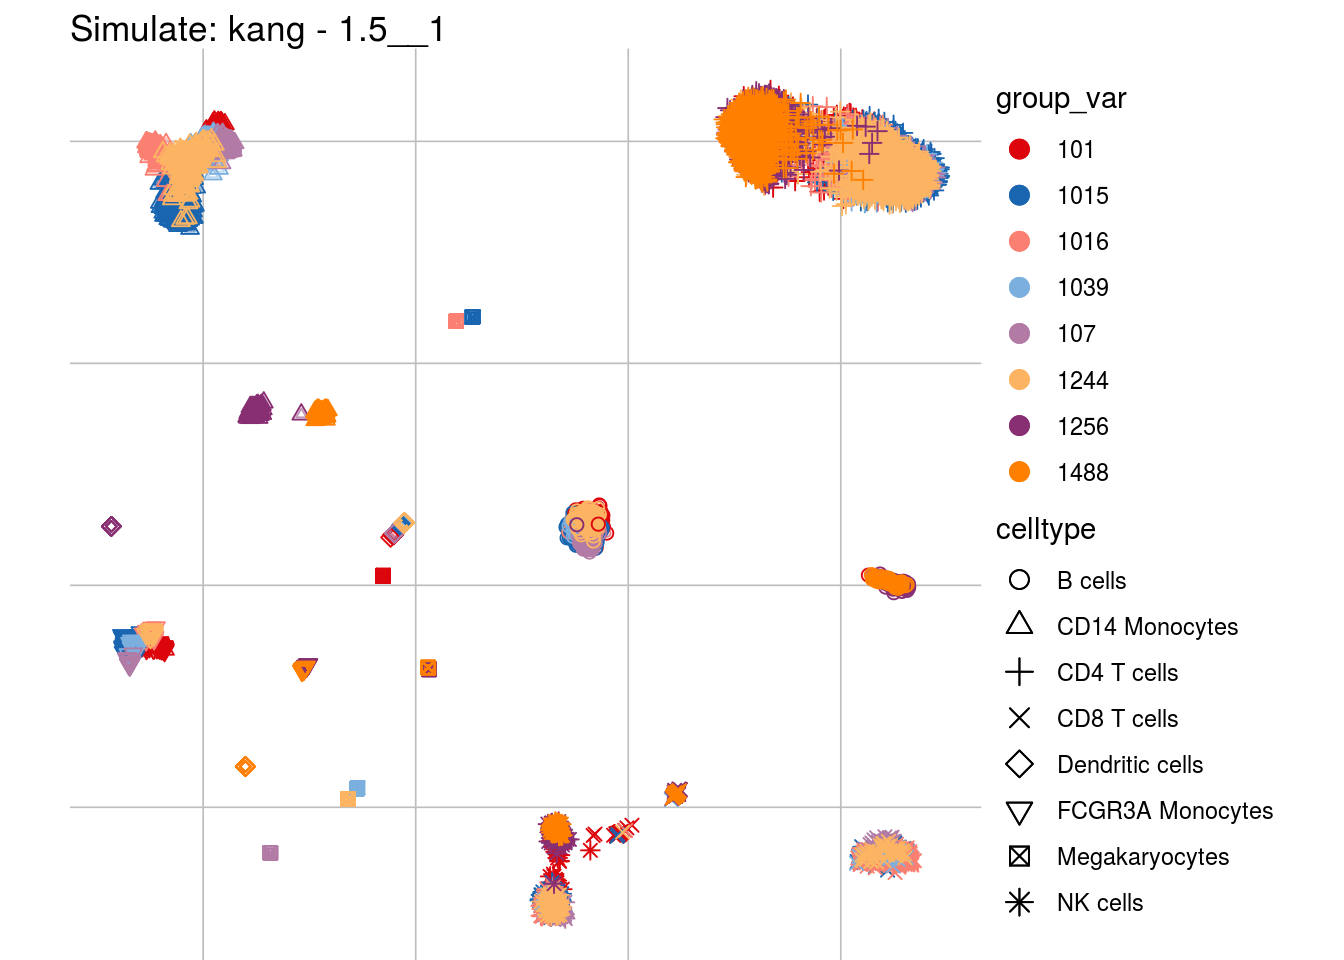 Simulate: kang - 1.5__1
group_var
101
1015
1016
1039
107
1244
1256
1488
celltype
B cells
CD14 Monocytes
CD4 T cells
CD8 T cells
Dendritic cells
FCGR3A Monocytes
Megakaryocytes
NK cells